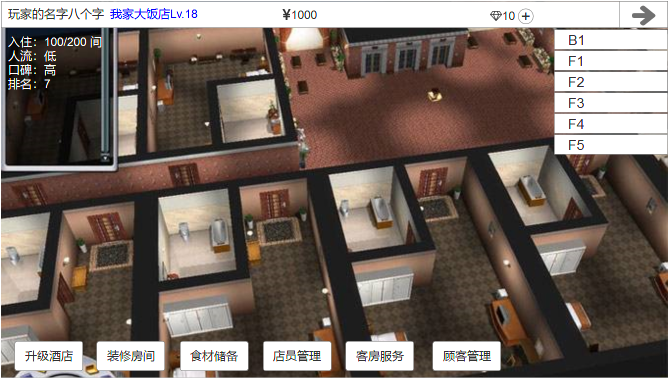 玩家的名字八个字 我家大饭店Lv.18 ¥1000 10 +
入住：100/200 间
人流：低
口碑：高
排名：7
B1
F1
F2
F3
F4
F5
升级酒店 装修房间 食材储备 店员管理 客房服务 顾客管理